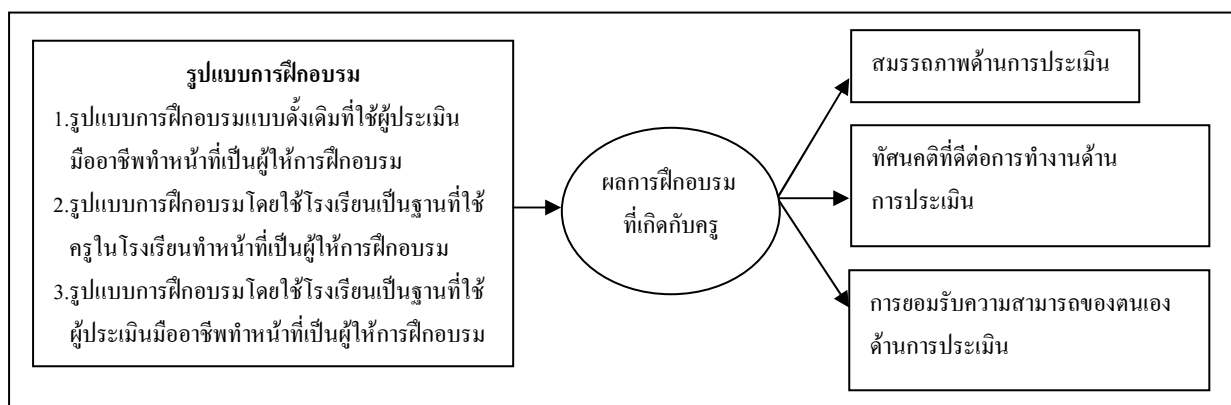 รูปแบบการฝึกอบรม
1.รูปแบบการฝึกอบรมแบบดั้งเดิมที่ใช้ผู้ประเมิน
มืออาชีพทำหน้าที่เป็นผู้ให้การฝึกอบรม
2.รูปแบบการฝึกอบรมโดยใช้โรงเรียนเป็นฐานที่ใช้
ครูในโรงเรียนทำหน้าที่เป็นผู้ให้การฝึกอบรม
3.รูปแบบการฝึกอบรมโดยใช้โรงเรียนเป็นฐานที่ใช้
ผู้ประเมินมืออาชีพทำหน้าที่เป็นผู้ให้การฝึกอบรม
ผลการฝึกอบรม
ที่เกิดกับครู
สมรรถภาพด้านการประเมิน
ทัศนคติที่ดีต่อการทำงานด้าน
การประเมิน
การยอมรับความสามารถของตนเอง
ด้านการประเมิน